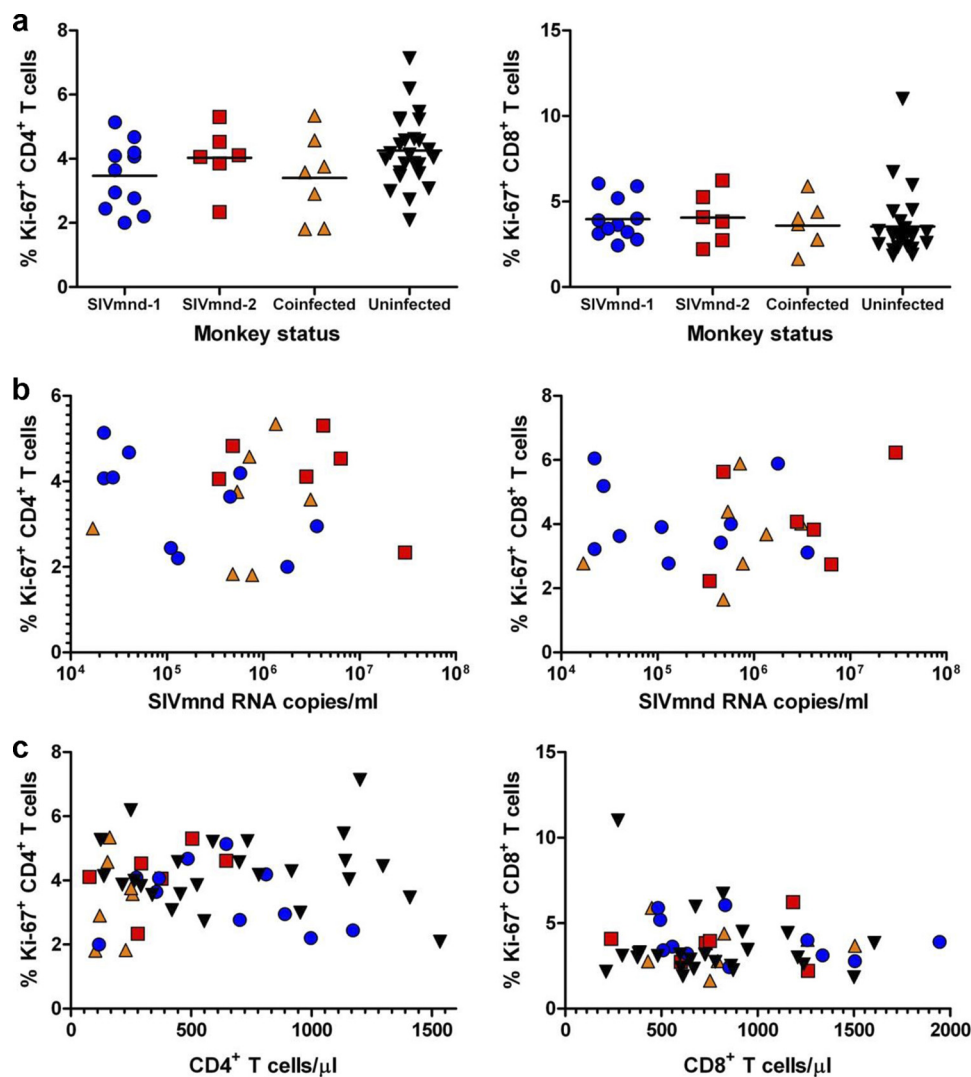 a
% Ki-67⁺ CD4⁺ T cells
8
6
4
2
0
SIVmnd-1 SIVmnd-2 Coinfected Uninfected
Monkey status
% Ki-67⁺ CD8⁺ T cells
15
10
5
0
SIVmnd-1 SIVmnd-2 Coinfected Uninfected
Monkey status
b
% Ki-67⁺ CD4⁺ T cells
6
4
2
0
10⁴ 10⁵ 10⁶ 10⁷ 10⁸
SIVmnd RNA copies/ml
% Ki-67⁺ CD8⁺ T cells
8
6
4
2
0
10⁴ 10⁵ 10⁶ 10⁷ 10⁸
SIVmnd RNA copies/ml
c
% Ki-67⁺ CD4⁺ T cells
8
6
4
2
0
0 500 1000 1500
CD4⁺ T cells/µl
% Ki-67⁺ CD8⁺ T cells
15
10
5
0
0 500 1000 1500 2000
CD8⁺ T cells/µl